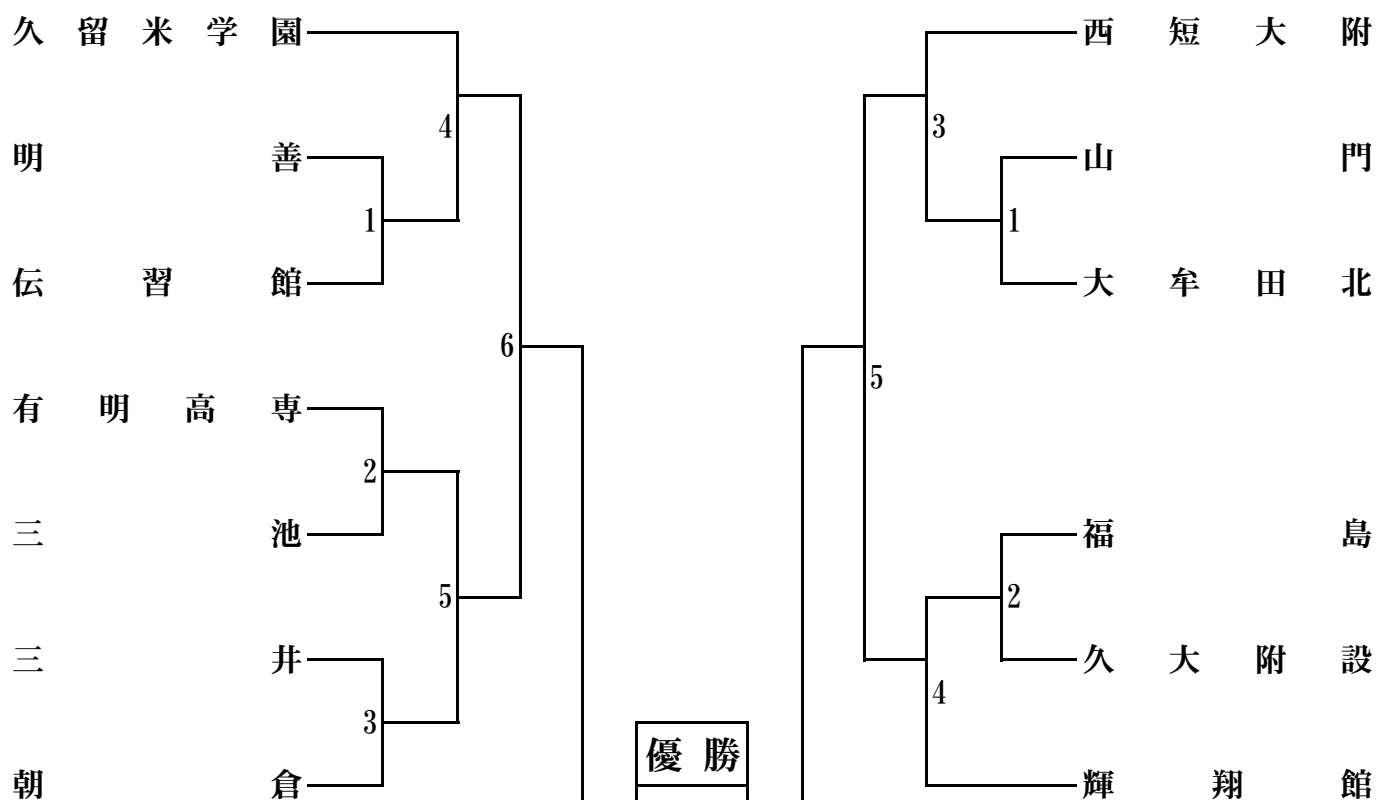 久留米学園
4
明善
1
伝習館
6
有明高専
2
三池
5
三井
3
朝倉
優勝
西短大附
3
山門
1
大牟田北
5
福島
2
久大附設
4
輝翔館